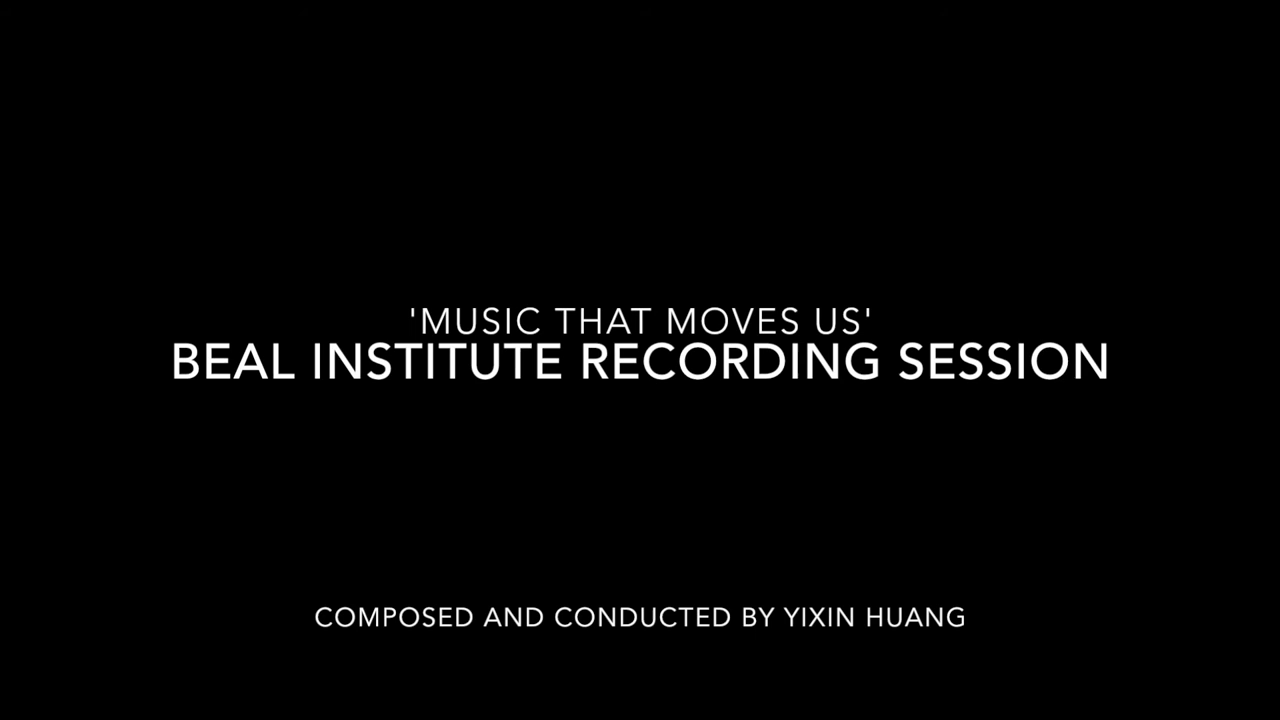 'MUSIC THAT MOVES US'
BEAL INSTITUTE RECORDING SESSION
COMPOSED AND CONDUCTED BY YIXIN HUANG